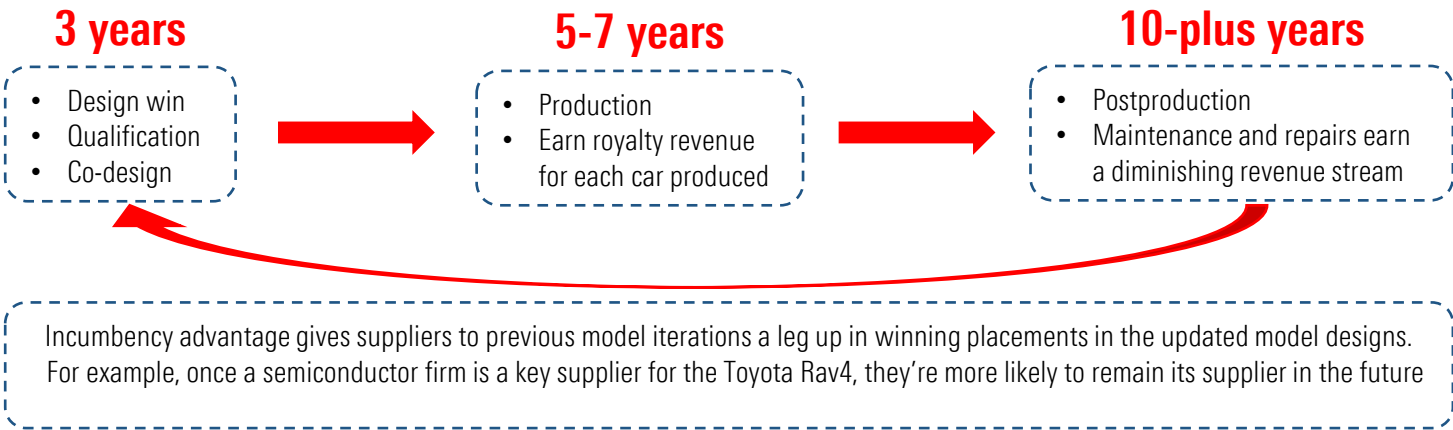 3 years
5-7 years
10-plus years
• Design win
• Qualification
• Co-design
• Production
• Earn royalty revenue
for each car produced
• Postproduction
• Maintenance and repairs earn
a diminishing revenue stream
Incumbency advantage gives suppliers to previous model iterations a leg up in winning placements in the updated model designs.
For example, once a semiconductor firm is a key supplier for the Toyota Rav4, they’re more likely to remain its supplier in the future